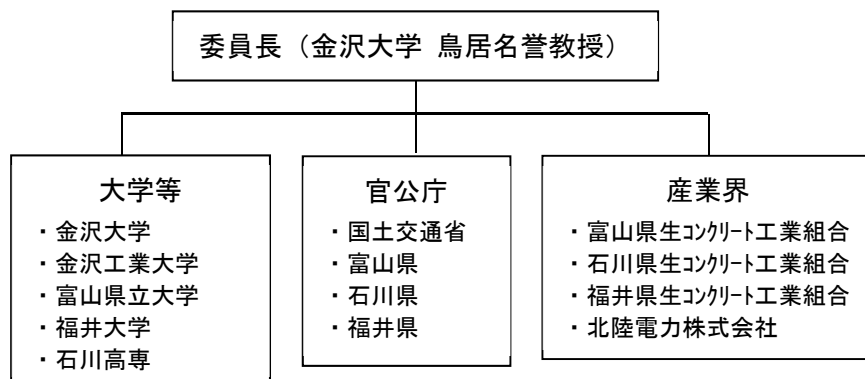 委員長（金沢大学 鳥居名誉教授）
大学等
・金沢大学
・金沢工業大学
・富山県立大学
・福井大学
・石川高専
官公庁
・国土交通省
・富山県
・石川県
・福井県
産業界
・富山県生ｺﾝｸﾘｰﾄ工業組合
・石川県生ｺﾝｸﾘｰﾄ工業組合
・福井県生ｺﾝｸﾘｰﾄ工業組合
・北陸電力株式会社